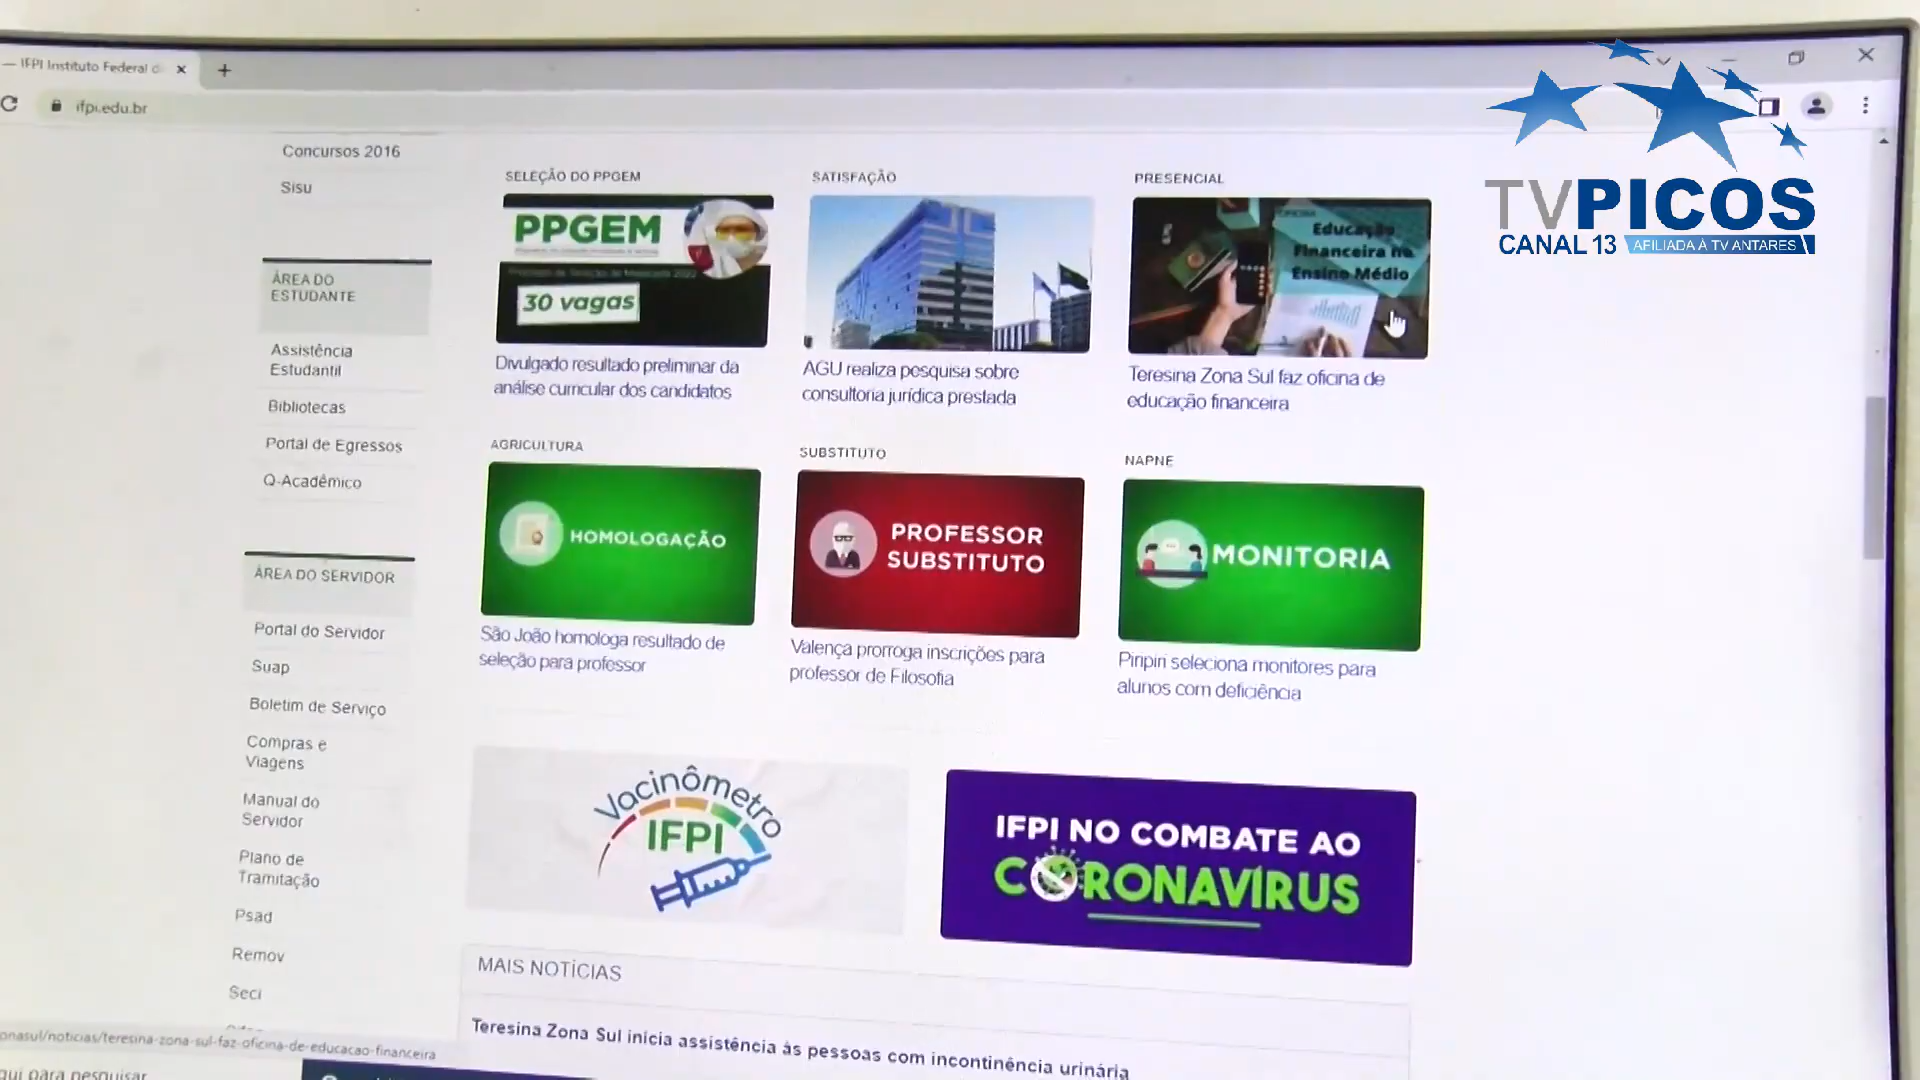 IFPI Instituto Federal d
ifpi.edu.br
TVPICOS
CANAL 13 AFILIADA À TV ANTARES
Concursos 2016
Sisu
ÁREA DO
ESTUDANTE
Assistência
Estudantil
Bibliotecas
Portal de Egressos
Q-Acadêmico
ÁREA DO SERVIDOR
Portal do Servidor
Suap
Boletim de Serviço
Compras e
Viagens
Manual do
Servidor
Plano de
Tramitação
Psad
Remov
Seci
SELEÇÃO DO PPGEM
PPGEM
30 vagas
Divulgado resultado preliminar da
análise curricular dos candidatos
SATISFAÇÃO
AGU realiza pesquisa sobre
consultoria jurídica prestada
PRESENCIAL
Educação
Financeira no
Ensino Médio
Teresina Zona Sul faz oficina de
educação financeira
AGRICULTURA
HOMOLOGAÇÃO
São João homologa resultado de
seleção para professor
SUBSTITUTO
PROFESSOR
SUBSTITUTO
Valença prorroga inscrições para
professor de Filosofia
NAPNE
MONITORIA
Piripiri seleciona monitores para
alunos com deficiência
Vacinômetro
IFPI
IFPI NO COMBATE AO
CORONAVÍRUS
MAIS NOTÍCIAS
Teresina Zona Sul inicia assistência às pessoas com incontinência urinária
onasul/noticias/teresina-zona-sul-faz-oficina-de-educacao-financeira
qui para pesquisar